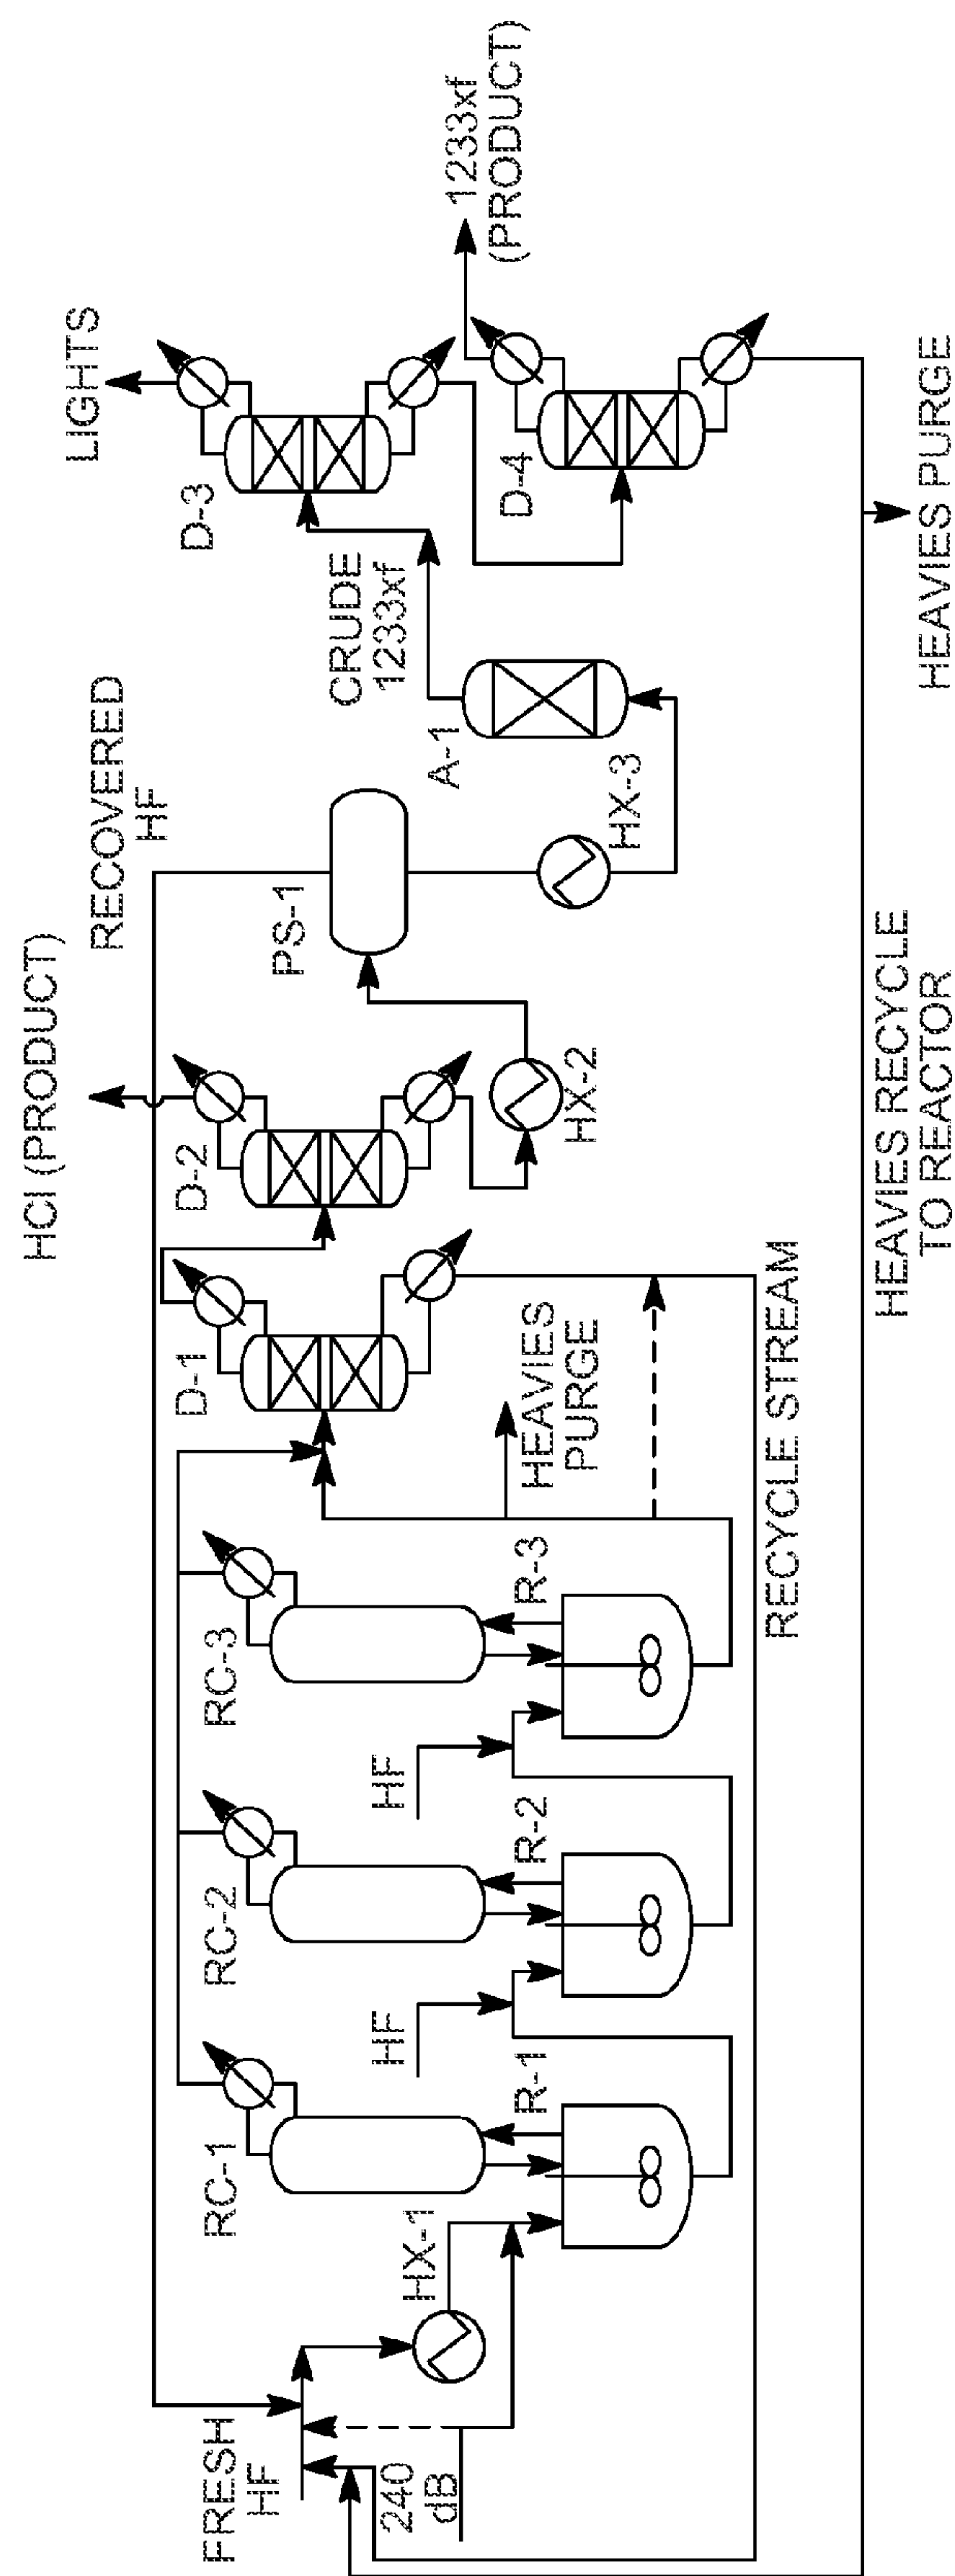 HCl (PRODUCT)
RECOVERED
HF
LIGHTS
1233xf
(PRODUCT)
D-1
D-2
PS-1
D-3
CRUDE
1233xf
A-1
D-4
RC-1
RC-2
RC-3
FRESH
HF
HX-1
HF
HF
HX-2
HX-3
240
dB
R-1
R-2
R-3
HEAVIES
PURGE
RECYCLE STREAM
HEAVIES RECYCLE
TO REACTOR
HEAVIES PURGE